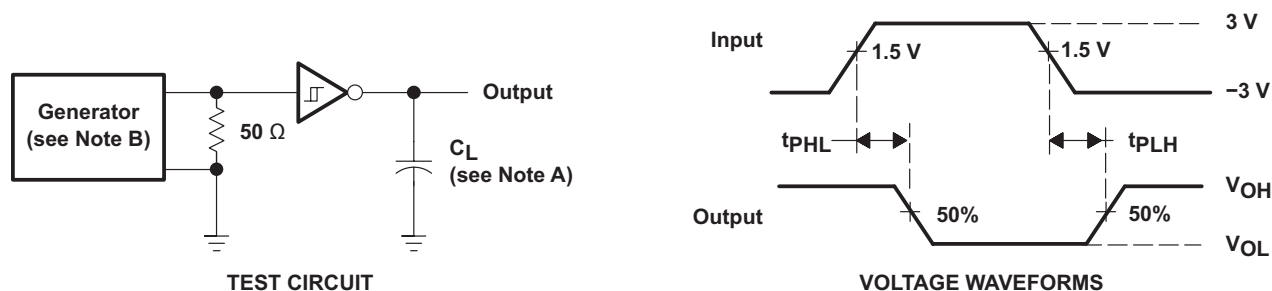 Generator
(see Note B)
50 Ω
Output
CL
(see Note A)
TEST CIRCUIT
Input
3 V
1.5 V
1.5 V
−3 V
tPHL
tPLH
Output
50%
50%
VOH
VOL
VOLTAGE WAVEFORMS